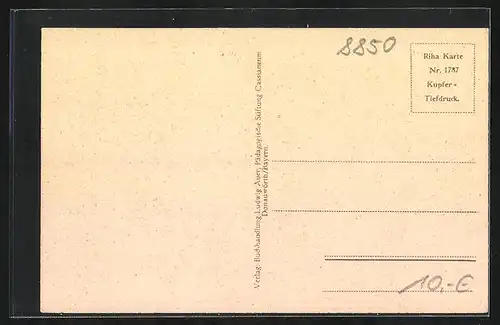 8850
Riha Karte
Nr. 1787
Kupfer-
Tiefdruck.
Verlag: Buchhandlung Ludwig Auer, Pädagogische Stiftung Cassianeum
Donauwörth/Bayern.
10.-€